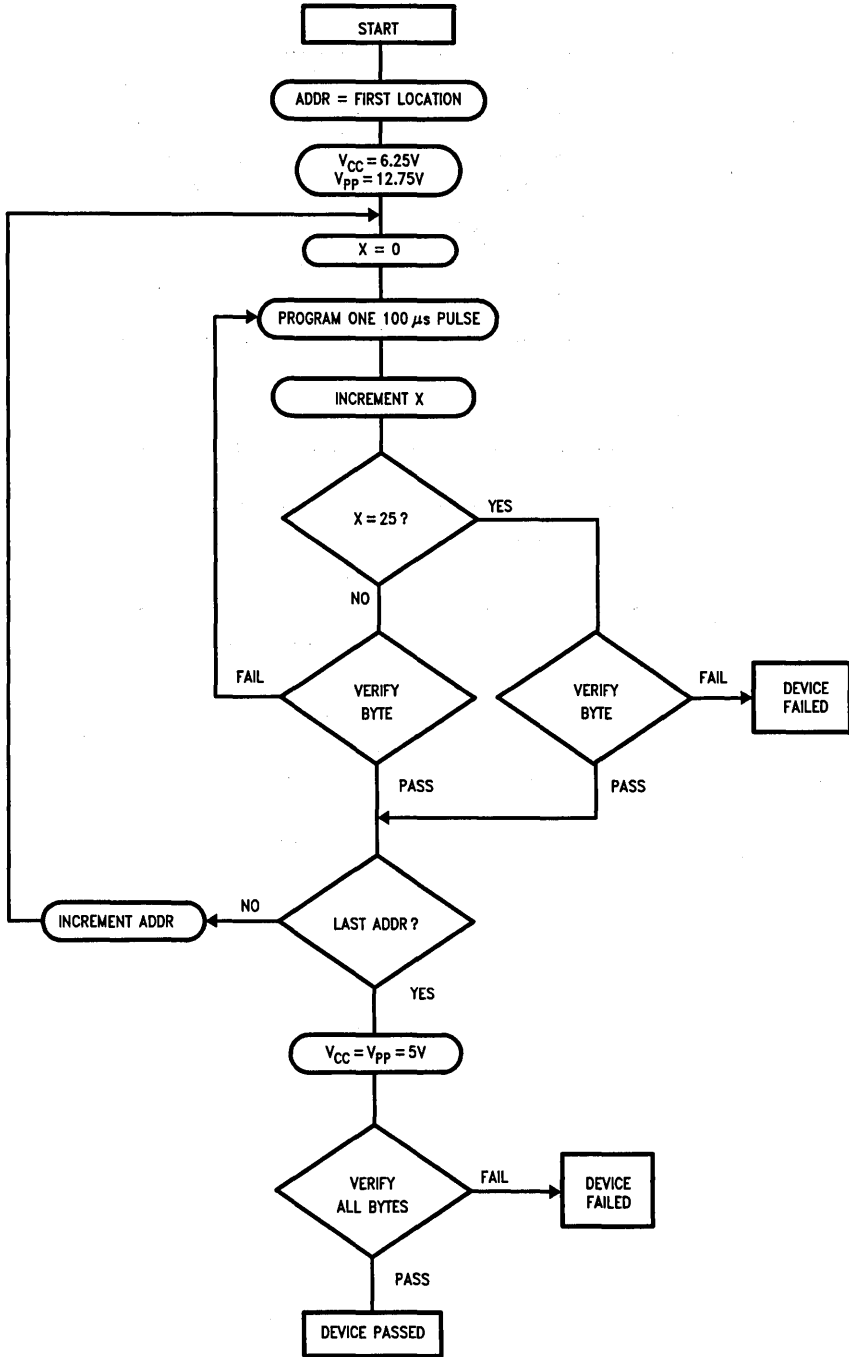 START
ADDR = FIRST LOCATION
VCC = 6.25V
VPP = 12.75V
X = 0
PROGRAM ONE 100 μs PULSE
INCREMENT X
X = 25 ?
YES
NO
FAIL
VERIFY
BYTE
VERIFY
BYTE
FAIL
DEVICE
FAILED
PASS
PASS
INCREMENT ADDR
NO
LAST ADDR ?
YES
VCC = VPP = 5V
VERIFY
ALL BYTES
FAIL
DEVICE
FAILED
PASS
DEVICE PASSED